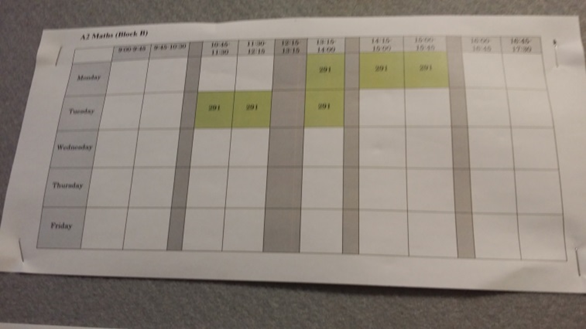 A2 Maths (Block B)
9:00-9:45 9:45-10:30 10:45- 11:30- 12:15- 13:15- 14:15- 15:00- 16:00- 16:45-
11:30 12:15 13:15 14:00 15:00 15:45 16:45 17:30
Monday 291 291 291
Tuesday 291 291 291
Wednesday
Thursday
Friday